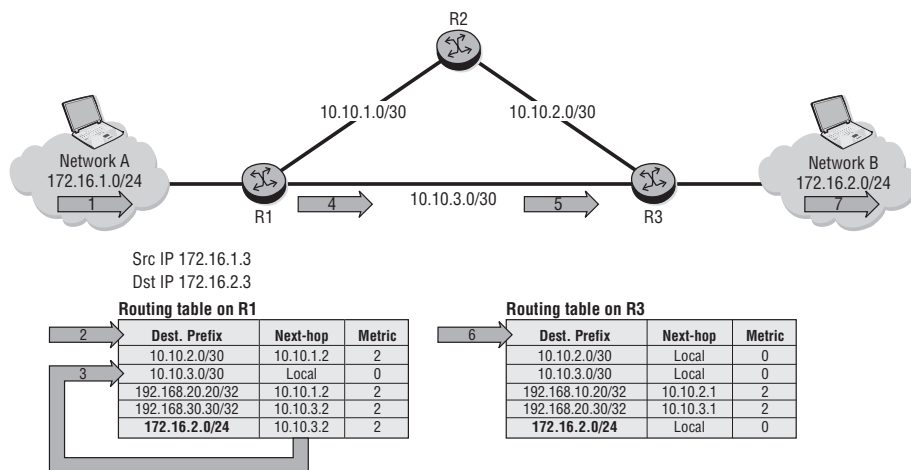 R2
10.10.1.0/30
10.10.2.0/30
Network A
172.16.1.0/24
1
R1
4
10.10.3.0/30
5
R3
Network B
172.16.2.0/24
7
Src IP 172.16.1.3
Dst IP 172.16.2.3
Routing table on R1
2
Dest. Prefix Next-hop Metric
10.10.2.0/30 10.10.1.2 2
3
10.10.3.0/30 Local 0
192.168.20.20/32 10.10.1.2 2
192.168.30.30/32 10.10.3.2 2
172.16.2.0/24 10.10.3.2 2
Routing table on R3
6
Dest. Prefix Next-hop Metric
10.10.2.0/30 Local 0
10.10.3.0/30 Local 0
192.168.10.20/32 10.10.2.1 2
192.168.20.30/32 10.10.3.1 2
172.16.2.0/24 Local 0